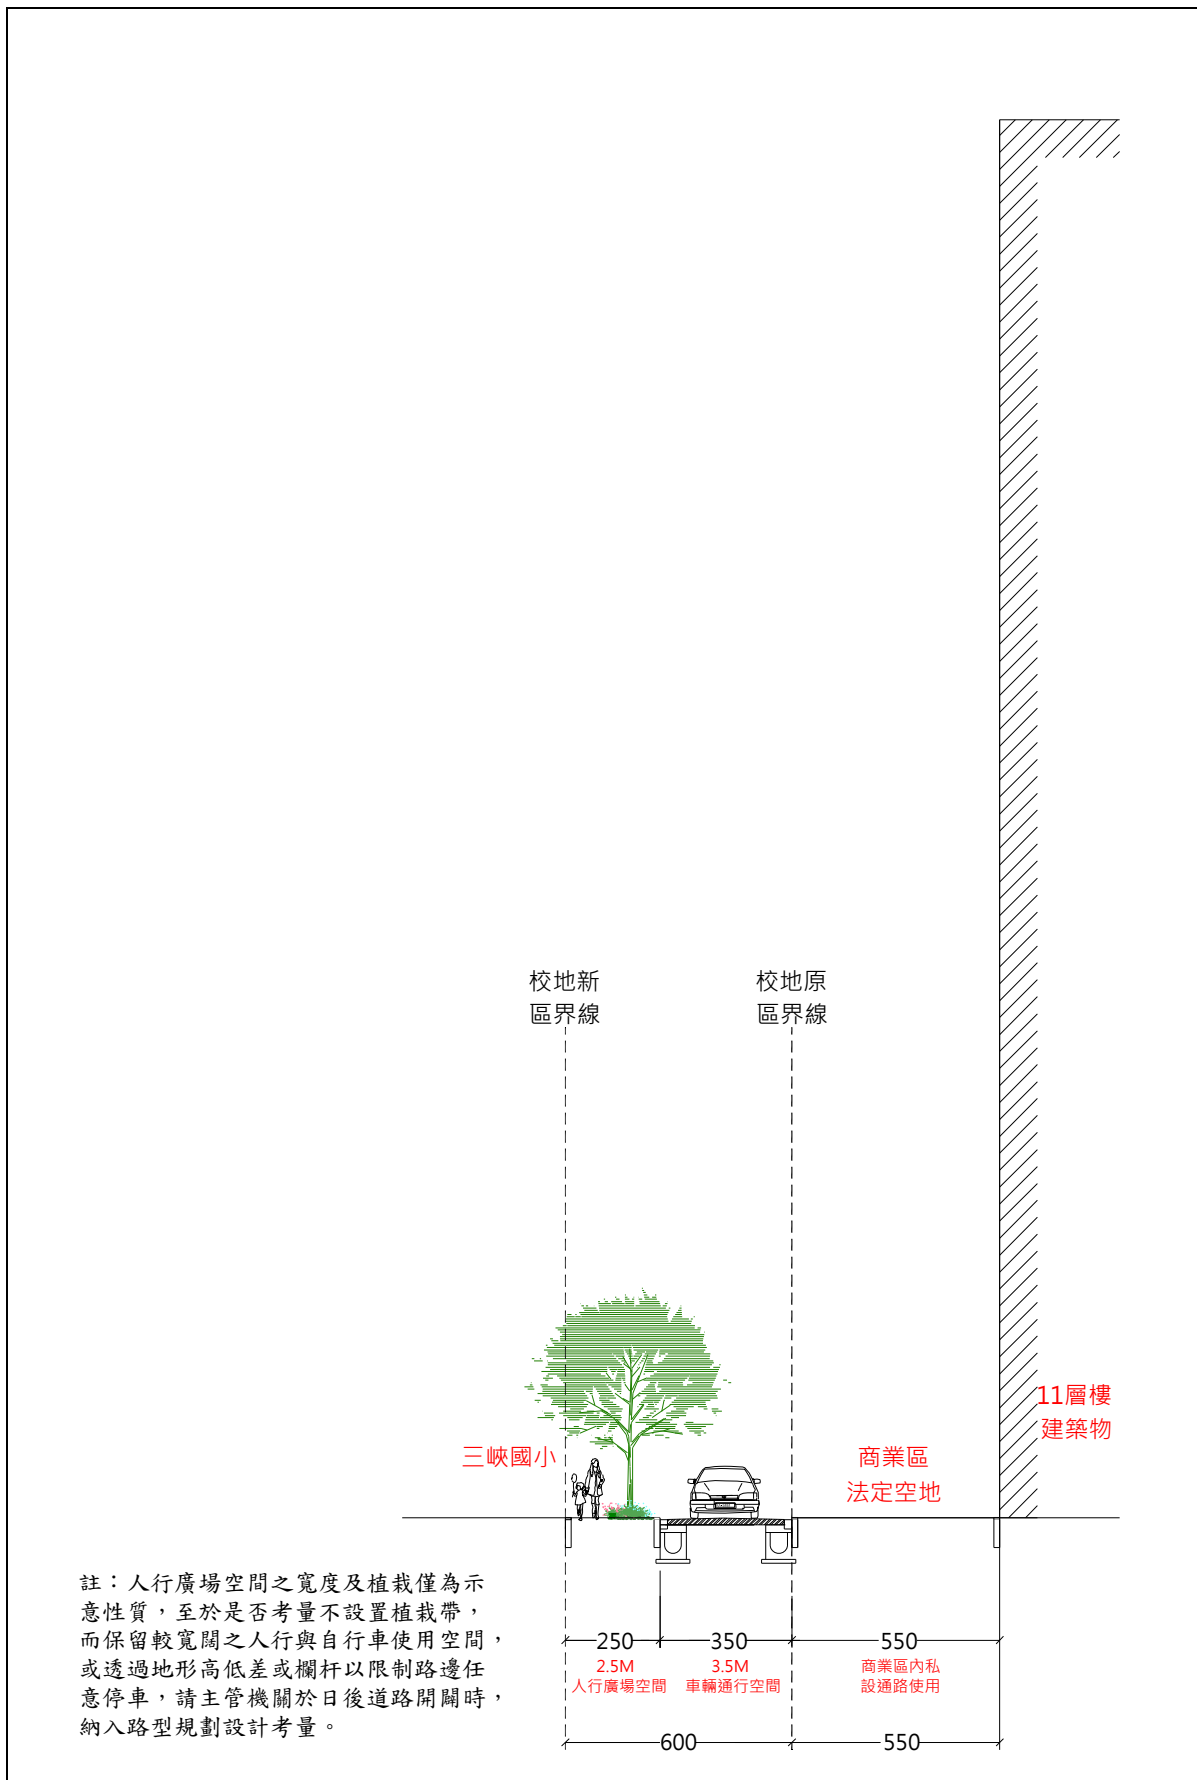 校地新
區界線
校地原
區界線
11層樓
建築物
三峽國小
商業區
法定空地
註：人行廣場空間之寬度及植栽僅為示
意性質，至於是否考量不設置植栽帶，
而保留較寬闊之人行與自行車使用空間，
或透過地形高低差或欄杆以限制路邊任
意停車，請主管機關於日後道路開闢時，
納入路型規劃設計考量。
250
350
550
2.5M
人行廣場空間
3.5M
車輛通行空間
商業區內私
設通路使用
600
550